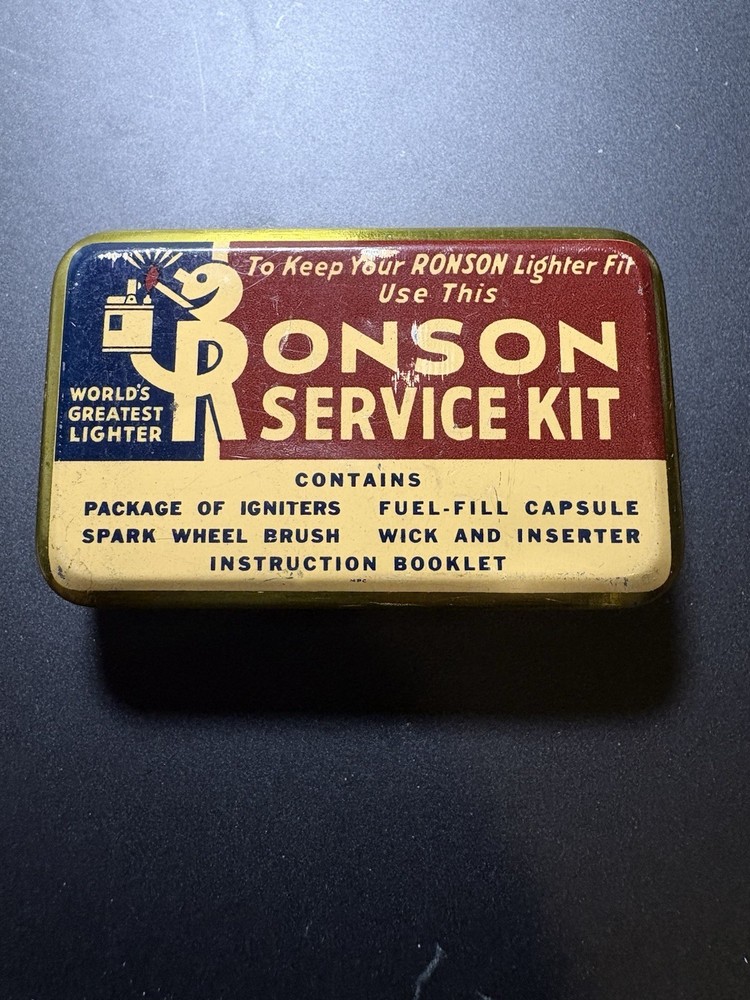 To Keep Your RONSON Lighter Fit
Use This
RONSON
SERVICE KIT
WORLD'S
GREATEST
LIGHTER
CONTAINS
PACKAGE OF IGNITERS FUEL-FILL CAPSULE
SPARK WHEEL BRUSH WICK AND INSERTER
INSTRUCTION BOOKLET